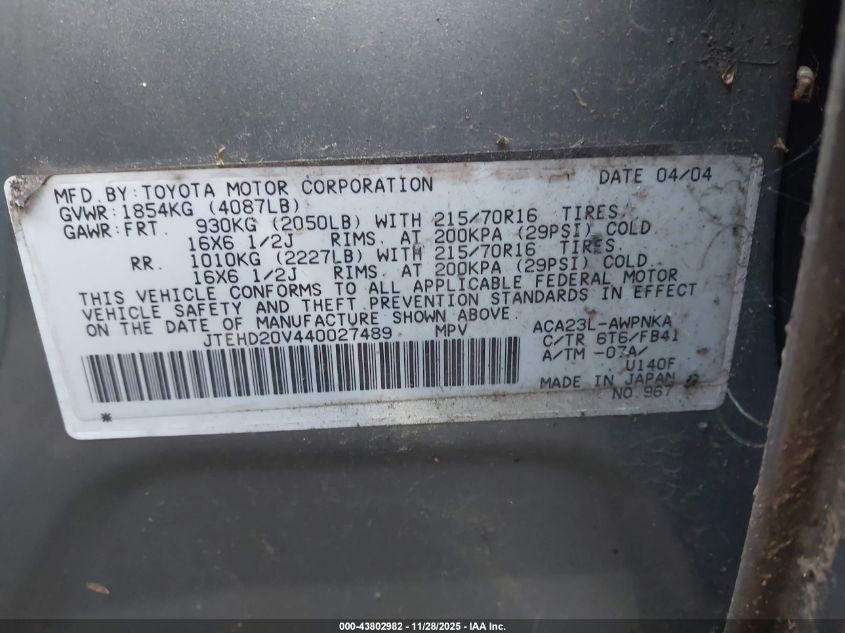 MFD. BY: TOYOTA MOTOR CORPORATION DATE 04/04
GVWR: 1854KG (4087LB)
GAWR: FRT. 930KG (2050LB) WITH 215/70R16 TIRES,
16X6 1/2J RIMS, AT 200KPA (29PSI) COLD
RR. 1010KG (2227LB) WITH 215/70R16 TIRES,
16X6 1/2J RIMS, AT 200KPA (29PSI) COLD
THIS VEHICLE CONFORMS TO ALL APPLICABLE FEDERAL MOTOR
VEHICLE SAFETY AND THEFT PREVENTION STANDARDS IN EFFECT
ON THE DATE OF MANUFACTURE SHOWN ABOVE.
JTEHD20V440027489 MPV ACA23L-AWPNKA
C/TR 6T6/FB41
A/TM -07A/
U140F
MADE IN JAPAN
NO. 967
*
000-43802982 - 11/28/2025 - IAA Inc.